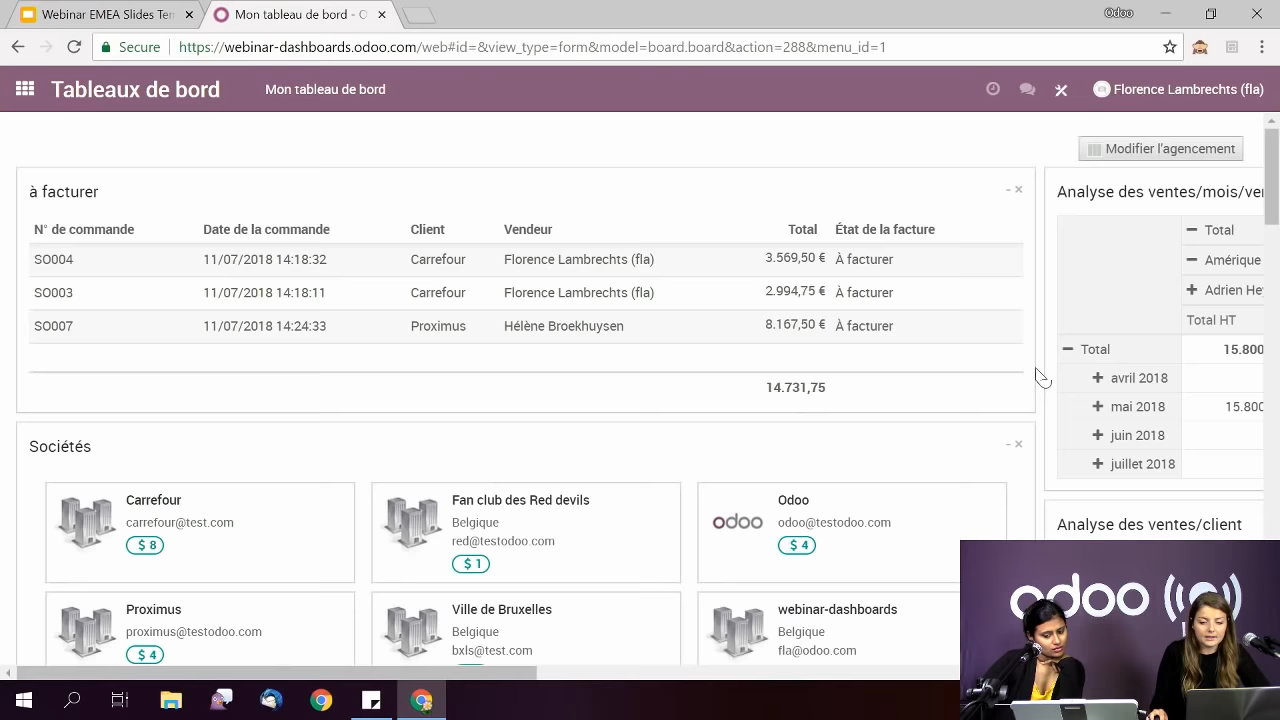 Webinar EMEA Slides Tem
Mon tableau de bord - O
Odoo
Secure https://webinar-dashboards.odoo.com/web#id=&view_type=form&model=board.board&action=288&menu_id=1
Tableaux de bord Mon tableau de bord Florence Lambrechts (fla)
Modifier l'agencement
à facturer
N° de commande Date de la commande Client Vendeur Total État de la facture
SO004 11/07/2018 14:18:32 Carrefour Florence Lambrechts (fla) 3.569,50 € À facturer
SO003 11/07/2018 14:18:11 Carrefour Florence Lambrechts (fla) 2.994,75 € À facturer
SO007 11/07/2018 14:24:33 Proximus Hélène Broekhuysen 8.167,50 € À facturer
14.731,75
Analyse des ventes/mois/ve
Total
Amérique
Adrien He
Total HT
Total 15.800
avril 2018
mai 2018 15.800
juin 2018
juillet 2018
Sociétés
Carrefour
carrefour@test.com
$ 8
Fan club des Red devils
Belgique
red@testodoo.com
$ 1
Odoo
odoo
odoo@testodoo.com
$ 4
Proximus
proximus@testodoo.com
$ 4
Ville de Bruxelles
Belgique
bxls@test.com
webinar-dashboards
Belgique
fla@odoo.com
Analyse des ventes/client
odoo